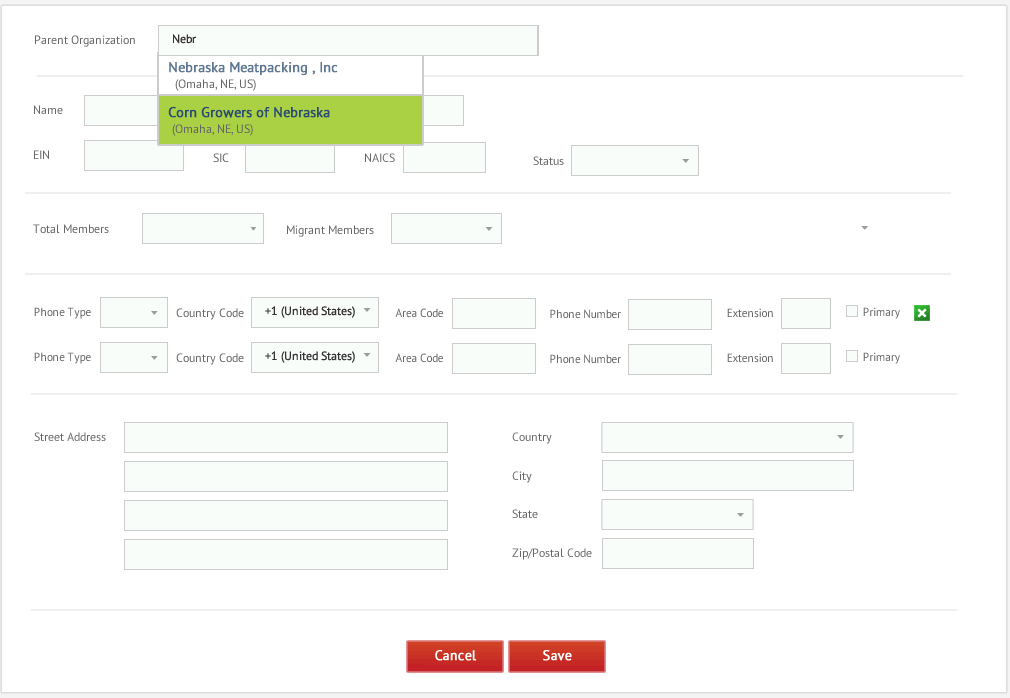 Parent Organization Nebr
Nebraska Meatpacking , Inc
(Omaha, NE, US)
Name
Corn Growers of Nebraska
(Omaha, NE, US)
EIN SIC NAICS Status
Total Members Migrant Members
Phone Type Country Code +1 (United States) Area Code Phone Number Extension Primary
Phone Type Country Code +1 (United States) Area Code Phone Number Extension Primary
Street Address Country
City
State
Zip/Postal Code
Cancel Save